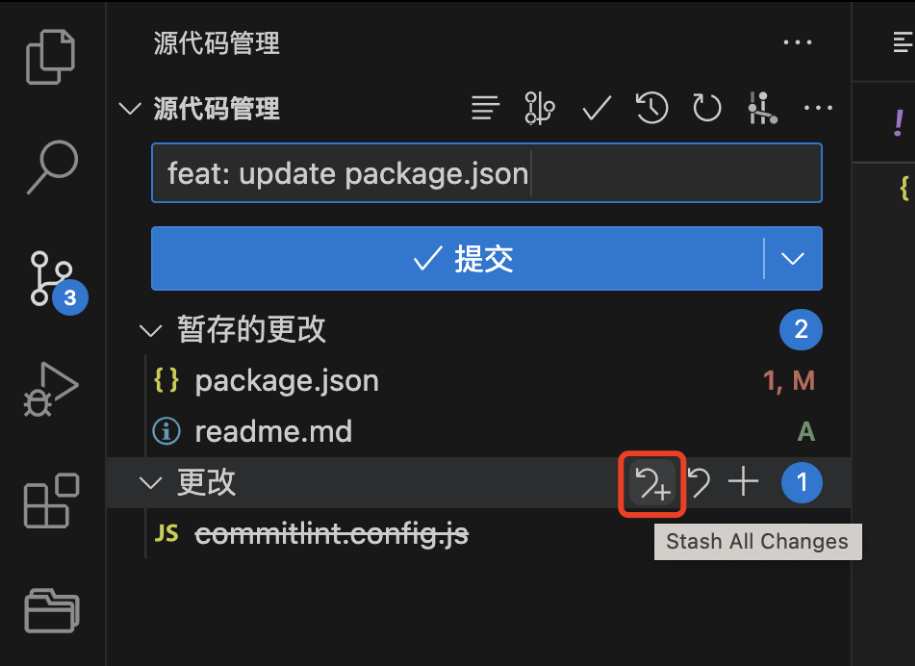 源代码管理
源代码管理
feat: update package.json
提交
3
暂存的更改 2
{} package.json 1, M
readme.md A
更改 1
JS commitlint.config.js
Stash All Changes
!
{